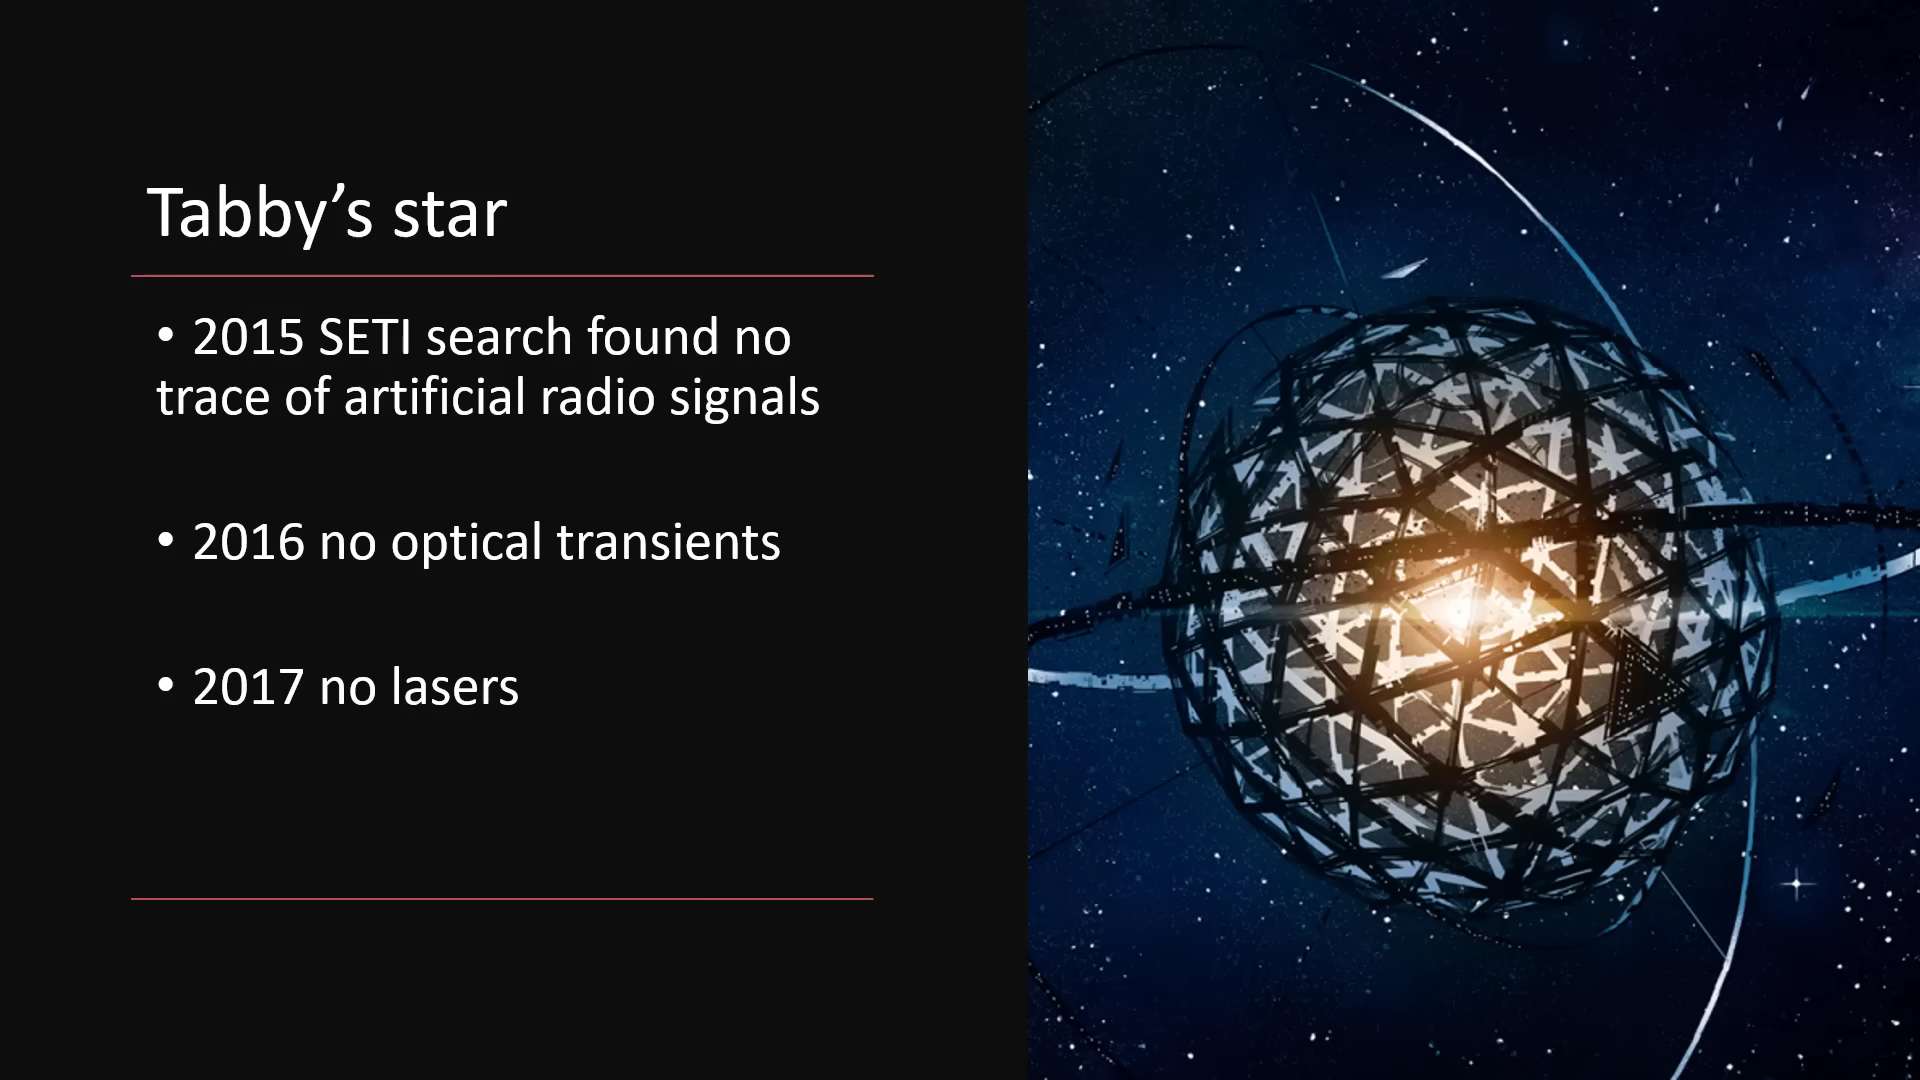 Tabby’s star
• 2015 SETI search found no
trace of artificial radio signals
• 2016 no optical transients
• 2017 no lasers